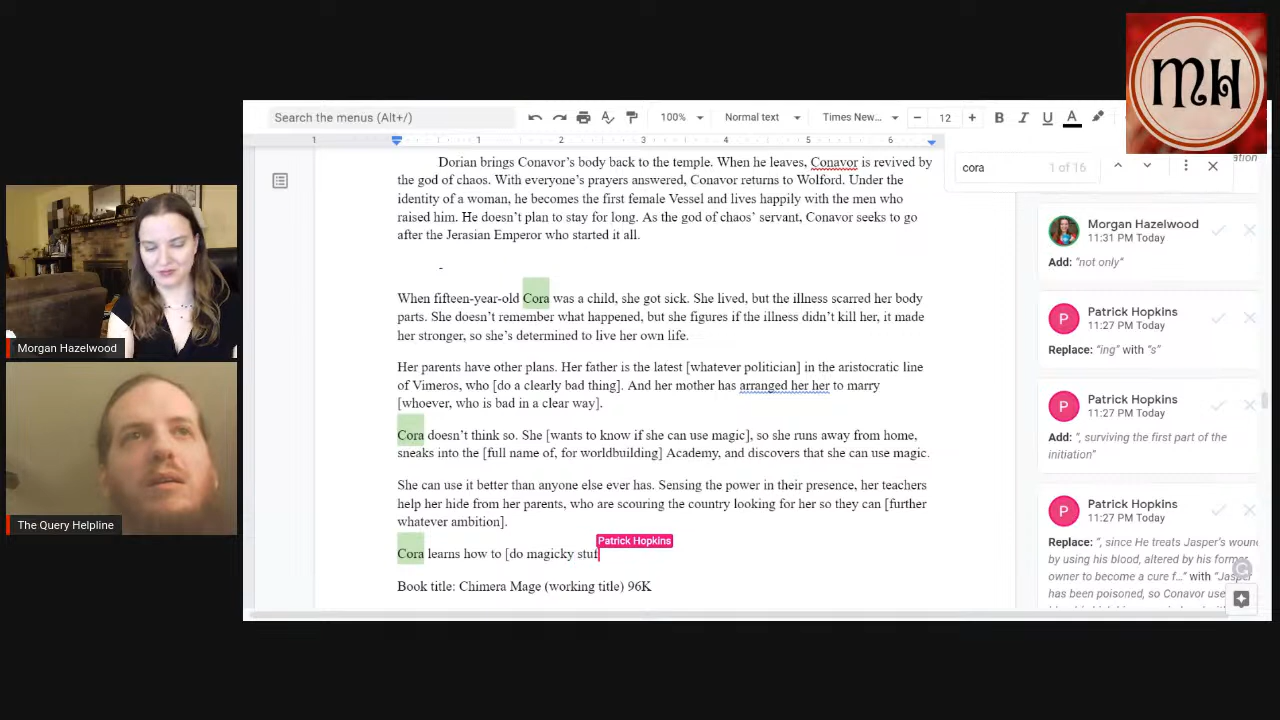 MH
Search the menus (Alt+/)
100%
Normal text
Times New...
12
1 1 2 3 4 5 6
cora 1 of 16
Dorian brings Conavor's body back to the temple. When he leaves, Conavor is revived by
the god of chaos. With everyone's prayers answered, Conavor returns to Wolford. Under the
identity of a woman, he becomes the first female Vessel and lives happily with the men who
raised him. He doesn't plan to stay for long. As the god of chaos' servant, Conavor seeks to go
after the Jerasian Emperor who started it all.
-
When fifteen-year-old Cora was a child, she got sick. She lived, but the illness scarred her body
parts. She doesn't remember what happened, but she figures if the illness didn't kill her, it made
her stronger, so she's determined to live her own life.
Her parents have other plans. Her father is the latest [whatever politician] in the aristocratic line
of Vimeros, who [do a clearly bad thing]. And her mother has arranged her her to marry
[whoever, who is bad in a clear way].
Cora doesn't think so. She [wants to know if she can use magic], so she runs away from home,
sneaks into the [full name of, for worldbuilding] Academy, and discovers that she can use magic.
She can use it better than anyone else ever has. Sensing the power in their presence, her teachers
help her hide from her parents, who are scouring the country looking for her so they can [further
whatever ambition].
Patrick Hopkins
Cora learns how to [do magicky stuf
Book title: Chimera Mage (working title) 96K
Morgan Hazelwood
11:31 PM Today
Add: "not only"
P
Patrick Hopkins
11:27 PM Today
Replace: "ing" with "s"
P
Patrick Hopkins
11:27 PM Today
Add: ", surviving the first part of the
initiation"
P
Patrick Hopkins
11:27 PM Today
Replace: ", since He treats Jasper's woun
by using his blood, altered by his former
owner to become a cure f..." with "Jasper
has been poisoned, so Conavor use
Morgan Hazelwood
The Query Helpline